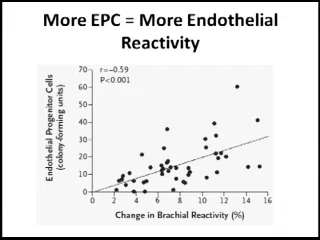 More EPC = More Endothelial
Reactivity
r=−0.59
P<0.001
Endothelial Progenitor Cells
(colony-forming units)
70
60
50
40
30
20
10
0
0 2 4 6 8 10 12 14 16
Change in Brachial Reactivity (%)